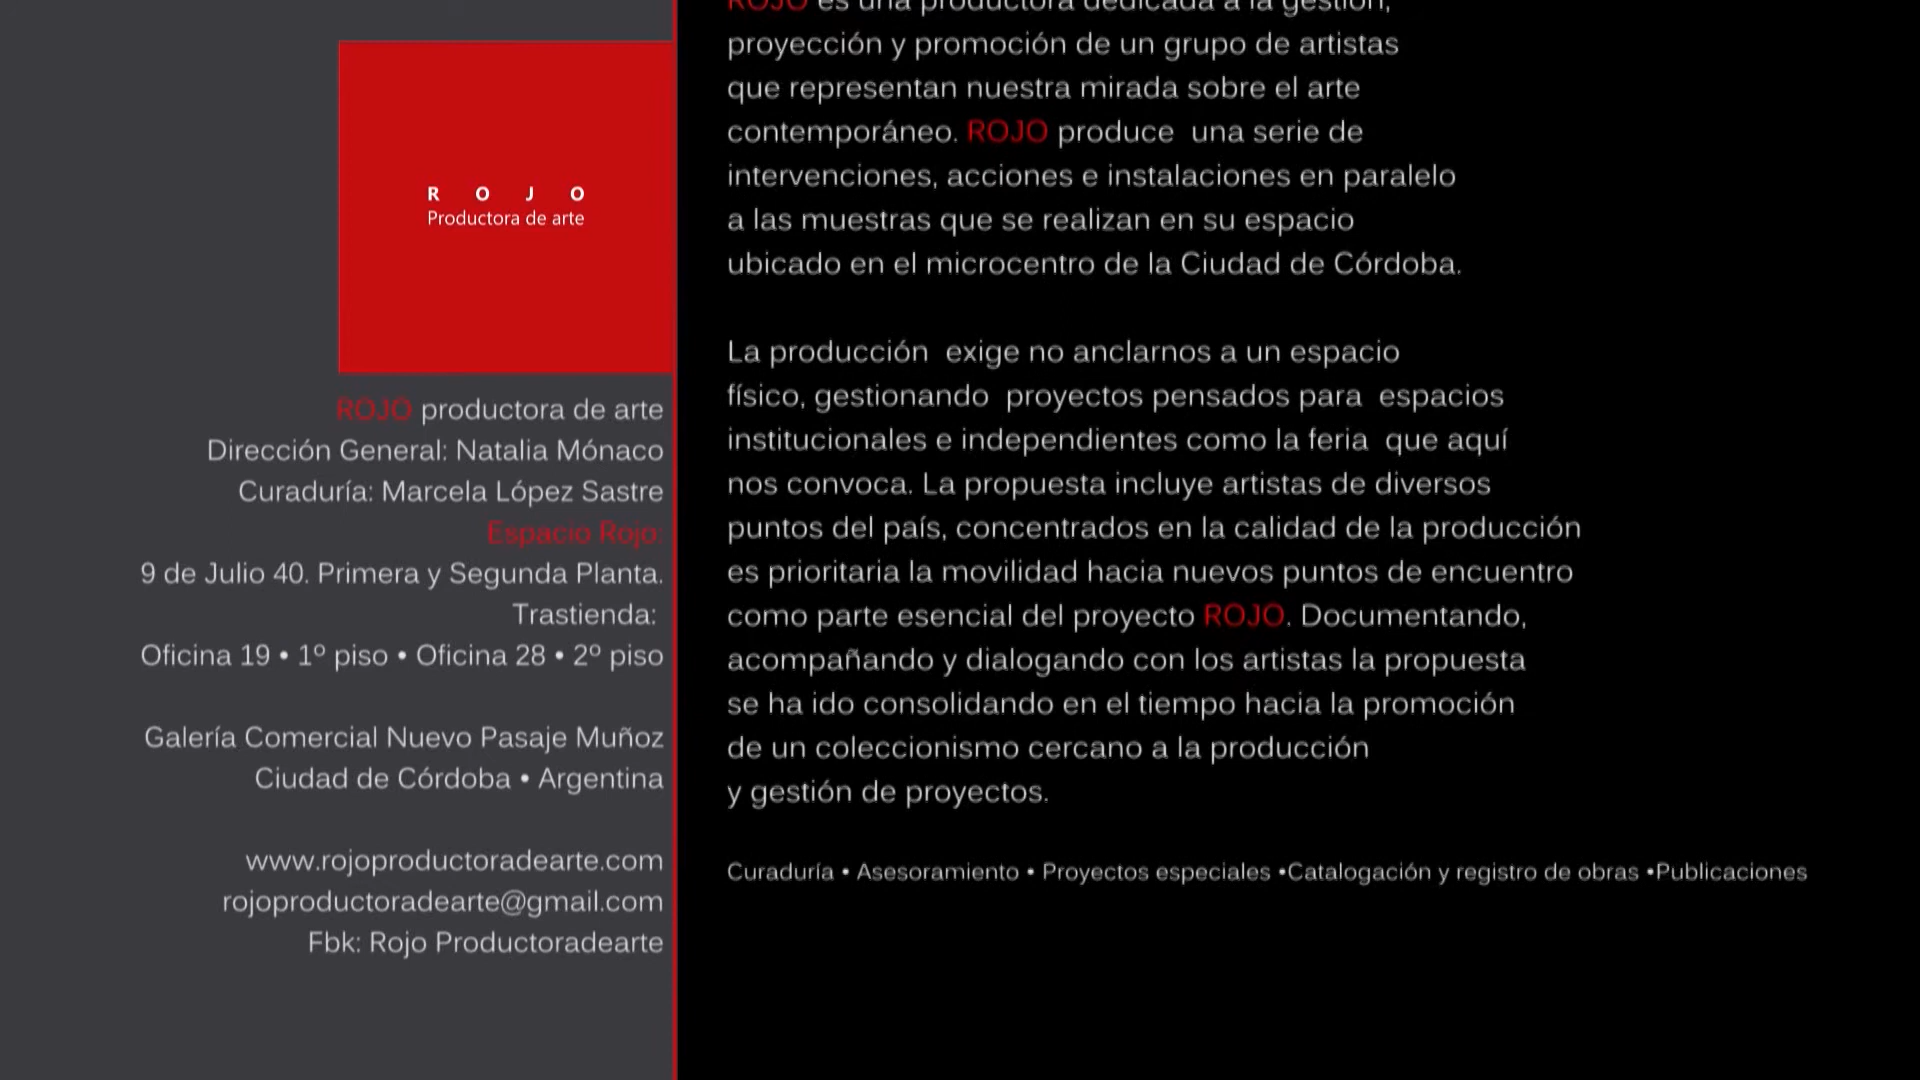 R O J O
Productora de arte
ROJO productora de arte
Dirección General: Natalia Mónaco
Curaduría: Marcela López Sastre
Espacio Rojo:
9 de Julio 40. Primera y Segunda Planta.
Trastienda:
Oficina 19 • 1º piso • Oficina 28 • 2º piso
Galería Comercial Nuevo Pasaje Muñoz
Ciudad de Córdoba • Argentina
www.rojoproductoradearte.com
rojoproductoradearte@gmail.com
Fbk: Rojo Productoradearte
ROJO es una productora dedicada a la gestión,
proyección y promoción de un grupo de artistas
que representan nuestra mirada sobre el arte
contemporáneo. ROJO produce  una serie de
intervenciones, acciones e instalaciones en paralelo
a las muestras que se realizan en su espacio
ubicado en el microcentro de la Ciudad de Córdoba.
La producción  exige no anclarnos a un espacio
físico, gestionando  proyectos pensados para  espacios
institucionales e independientes como la feria  que aquí
nos convoca. La propuesta incluye artistas de diversos
puntos del país, concentrados en la calidad de la producción
es prioritaria la movilidad hacia nuevos puntos de encuentro
como parte esencial del proyecto ROJO. Documentando,
acompañando y dialogando con los artistas la propuesta
se ha ido consolidando en el tiempo hacia la promoción
de un coleccionismo cercano a la producción
y gestión de proyectos.
Curaduría • Asesoramiento • Proyectos especiales •Catalogación y registro de obras •Publicaciones